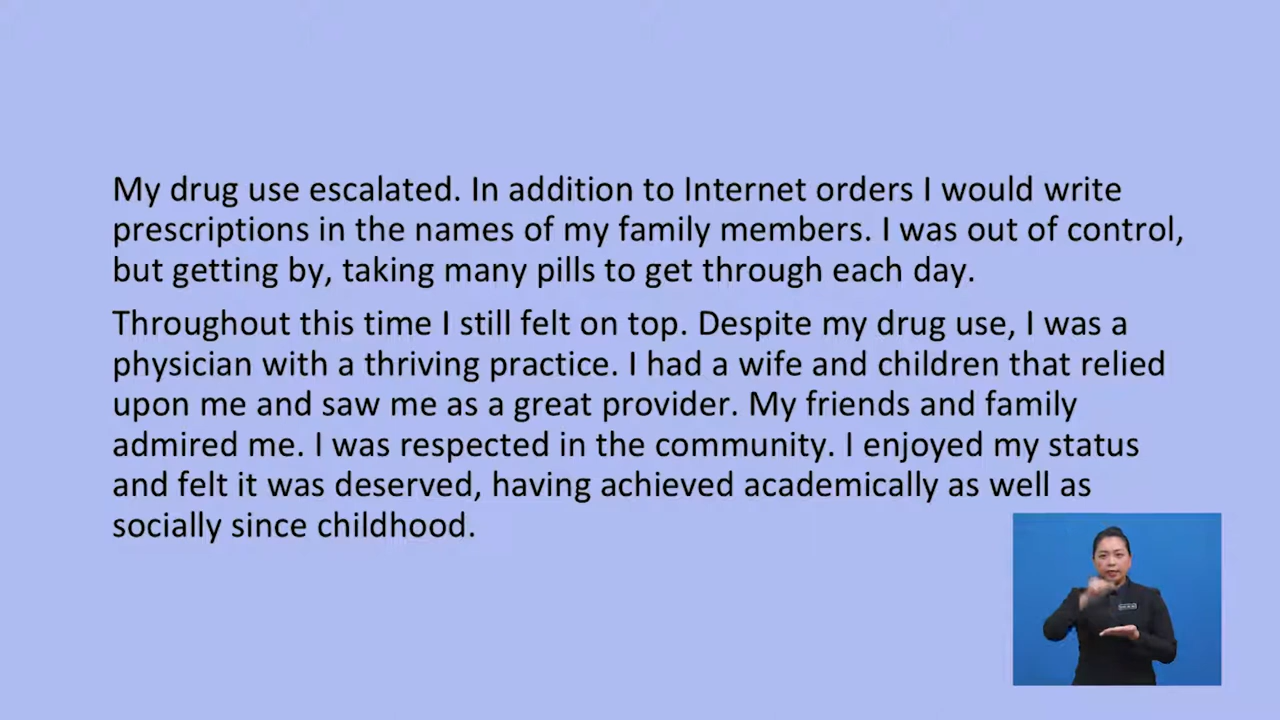 My drug use escalated. In addition to Internet orders I would write
prescriptions in the names of my family members. I was out of control,
but getting by, taking many pills to get through each day.
Throughout this time I still felt on top. Despite my drug use, I was a
physician with a thriving practice. I had a wife and children that relied
upon me and saw me as a great provider. My friends and family
admired me. I was respected in the community. I enjoyed my status
and felt it was deserved, having achieved academically as well as
socially since childhood.